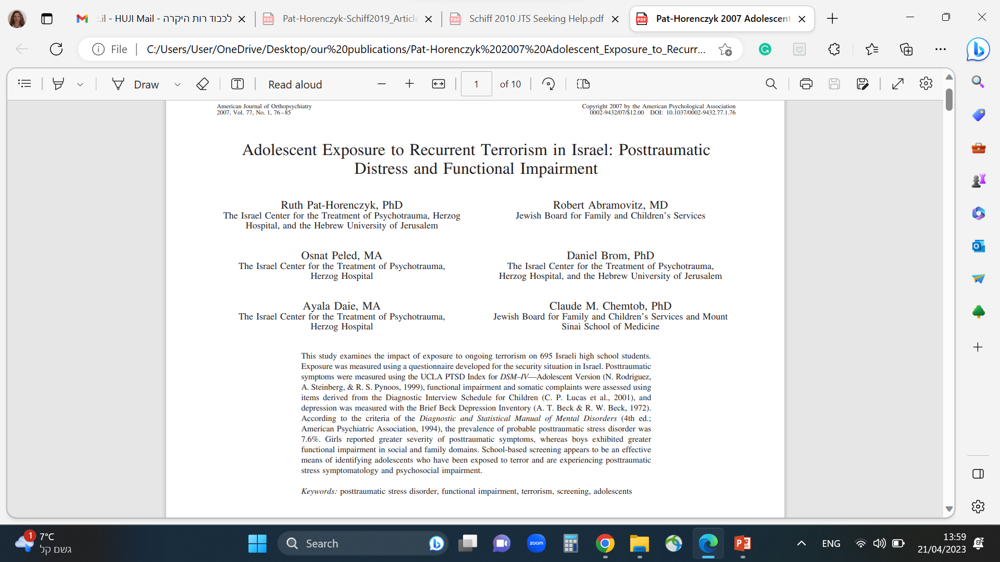 לכבוד רות היקרה - HUJI Mail - il
Pat-Horenczyk-Schiff2019_Article
Schiff 2010 JTS Seeking Help.pdf
Pat-Horenczyk 2007 Adolescent
File
C:/Users/User/OneDrive/Desktop/our%20publications/Pat-Horenczyk%202007%20Adolescent_Exposure_to_Recurr...
Draw
Read aloud
1
of 10
American Journal of Orthopsychiatry
2007, Vol. 77, No. 1, 76–85
Copyright 2007 by the American Psychological Association
0002-9432/07/$12.00 DOI: 10.1037/0002-9432.77.1.76
Adolescent Exposure to Recurrent Terrorism in Israel: Posttraumatic
Distress and Functional Impairment
Ruth Pat-Horenczyk, PhD
The Israel Center for the Treatment of Psychotrauma, Herzog
Hospital, and the Hebrew University of Jerusalem
Robert Abramovitz, MD
Jewish Board for Family and Children’s Services
Osnat Peled, MA
The Israel Center for the Treatment of Psychotrauma,
Herzog Hospital
Daniel Brom, PhD
The Israel Center for the Treatment of Psychotrauma,
Herzog Hospital, and the Hebrew University of Jerusalem
Ayala Daie, MA
The Israel Center for the Treatment of Psychotrauma,
Herzog Hospital
Claude M. Chemtob, PhD
Jewish Board for Family and Children’s Services and Mount
Sinai School of Medicine
This study examines the impact of exposure to ongoing terrorism on 695 Israeli high school students.
Exposure was measured using a questionnaire developed for the security situation in Israel. Posttraumatic
symptoms were measured using the UCLA PTSD Index for DSM–IV—Adolescent Version (N. Rodriguez,
A. Steinberg, & R. S. Pynoos, 1999), functional impairment and somatic complaints were assessed using
items derived from the Diagnostic Interview Schedule for Children (C. P. Lucas et al., 2001), and
depression was measured with the Brief Beck Depression Inventory (A. T. Beck & R. W. Beck, 1972).
According to the criteria of the Diagnostic and Statistical Manual of Mental Disorders (4th ed.;
American Psychiatric Association, 1994), the prevalence of probable posttraumatic stress disorder was
7.6%. Girls reported greater severity of posttraumatic symptoms, whereas boys exhibited greater
functional impairment in social and family domains. School-based screening appears to be an effective
means of identifying adolescents who have been exposed to terror and are experiencing posttraumatic
stress symptomatology and psychosocial impairment.
Keywords: posttraumatic stress disorder, functional impairment, terrorism, screening, adolescents
1
7°C
גשם קל
Search
zoom
ENG
13:59
21/04/2023